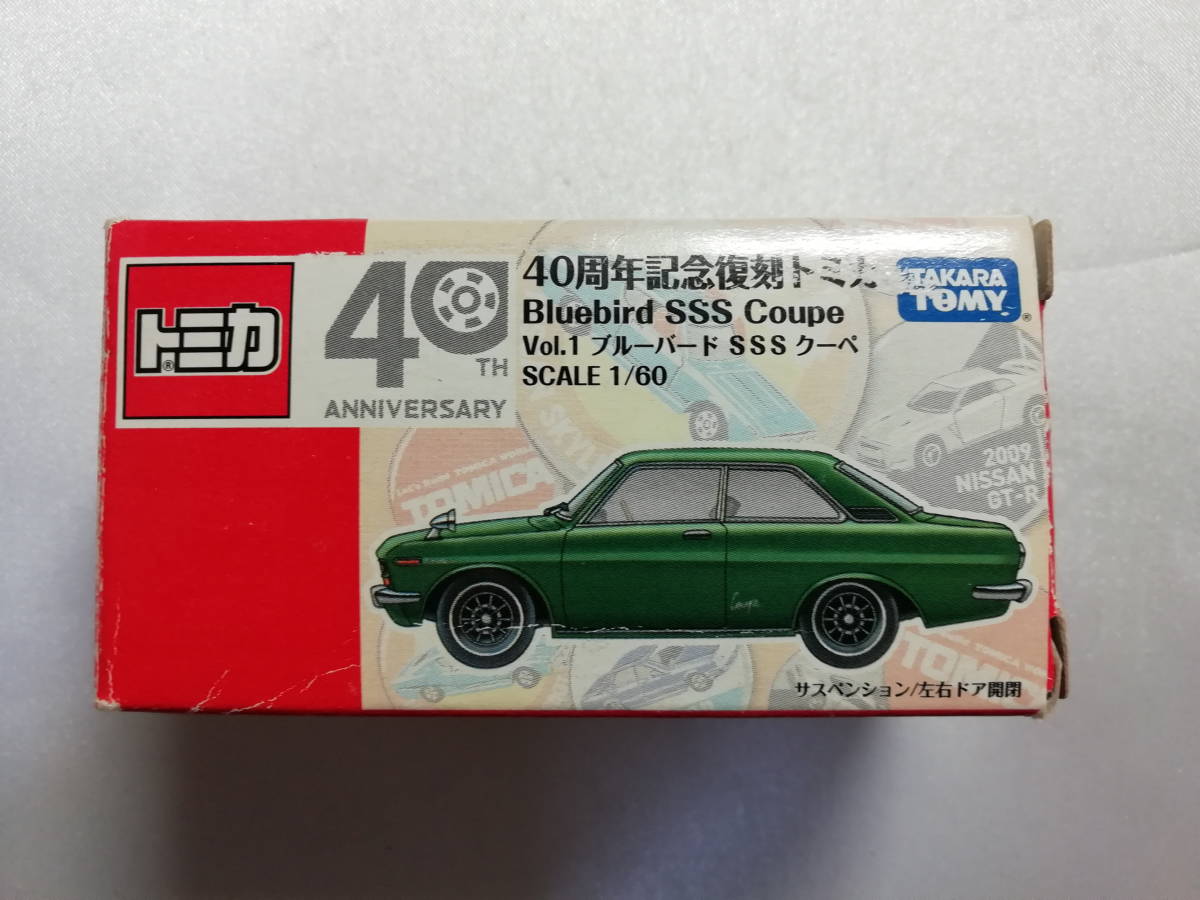 トミカ®
40TH
ANNIVERSARY
40周年記念復刻トミカ
Bluebird SSS Coupe
Vol.1 ブルーバード SSS クーペ
SCALE 1/60
TAKARA
TOMY®
2009
NISSAN
GT-R
TOMICA
Coupe
サスペンション/左右ドア開閉